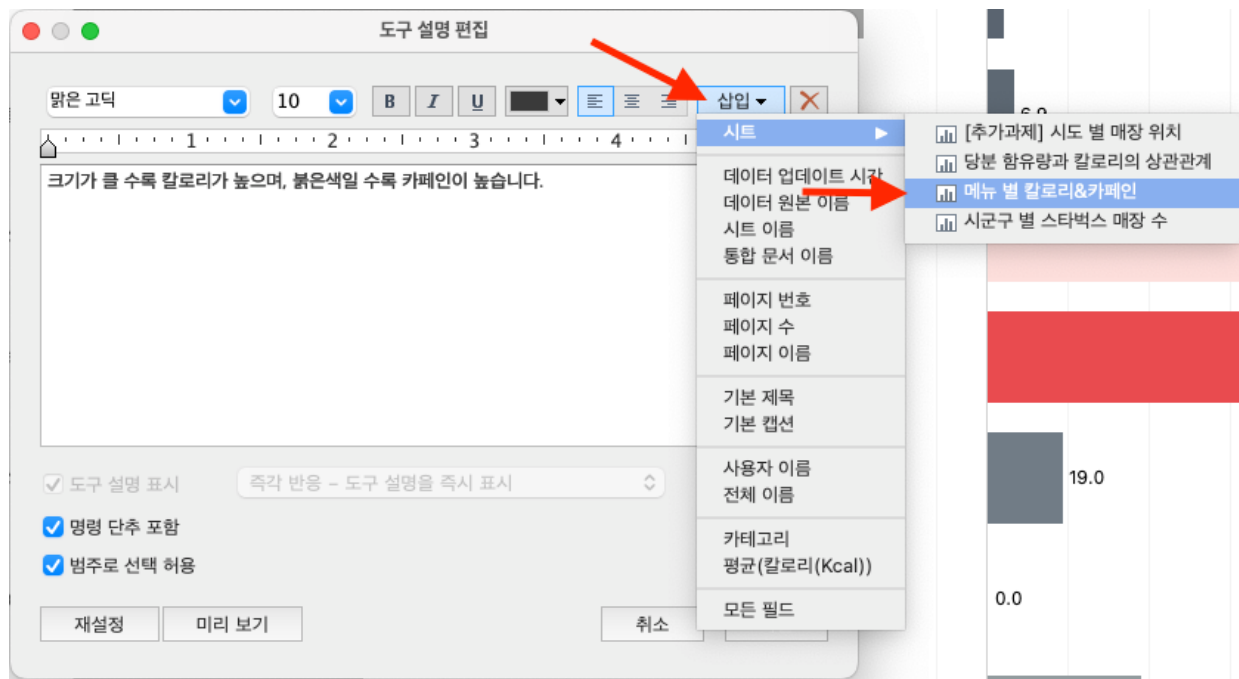 도구 설명 편집
맑은 고딕 10 B I U 삽입
1 2 3 4
크기가 클 수록 칼로리가 높으며, 붉은색일 수록 카페인이 높습니다.
시트
데이터 업데이트 시간
데이터 원본 이름
시트 이름
통합 문서 이름
페이지 번호
페이지 수
페이지 이름
기본 제목
기본 캡션
사용자 이름
전체 이름
카테고리
평균(칼로리(Kcal))
모든 필드
[추가과제] 시도 별 매장 위치
당분 함유량과 칼로리의 상관관계
메뉴 별 칼로리&카페인
시군구 별 스타벅스 매장 수
도구 설명 표시 즉각 반응 – 도구 설명을 즉시 표시
명령 단추 포함
범주로 선택 허용
재설정 미리 보기 취소
19.0
0.0